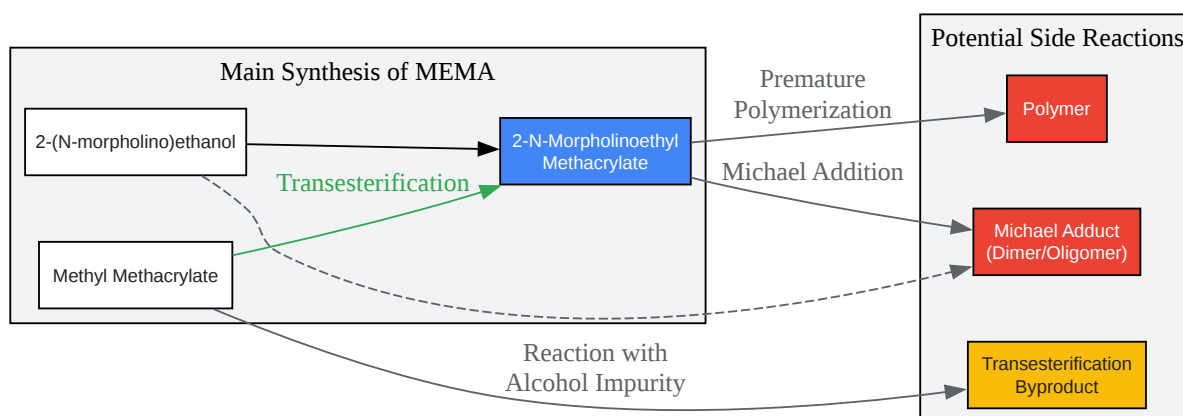 Main Synthesis of MEMA
2-(N-morpholino)ethanol
Methyl Methacrylate
Transesterification
2-N-Morpholinoethyl
Methacrylate
Premature
Polymerization
Michael Addition
Reaction with
Alcohol Impurity
Potential Side Reactions
Polymer
Michael Adduct
(Dimer/Oligomer)
Transesterification
Byproduct